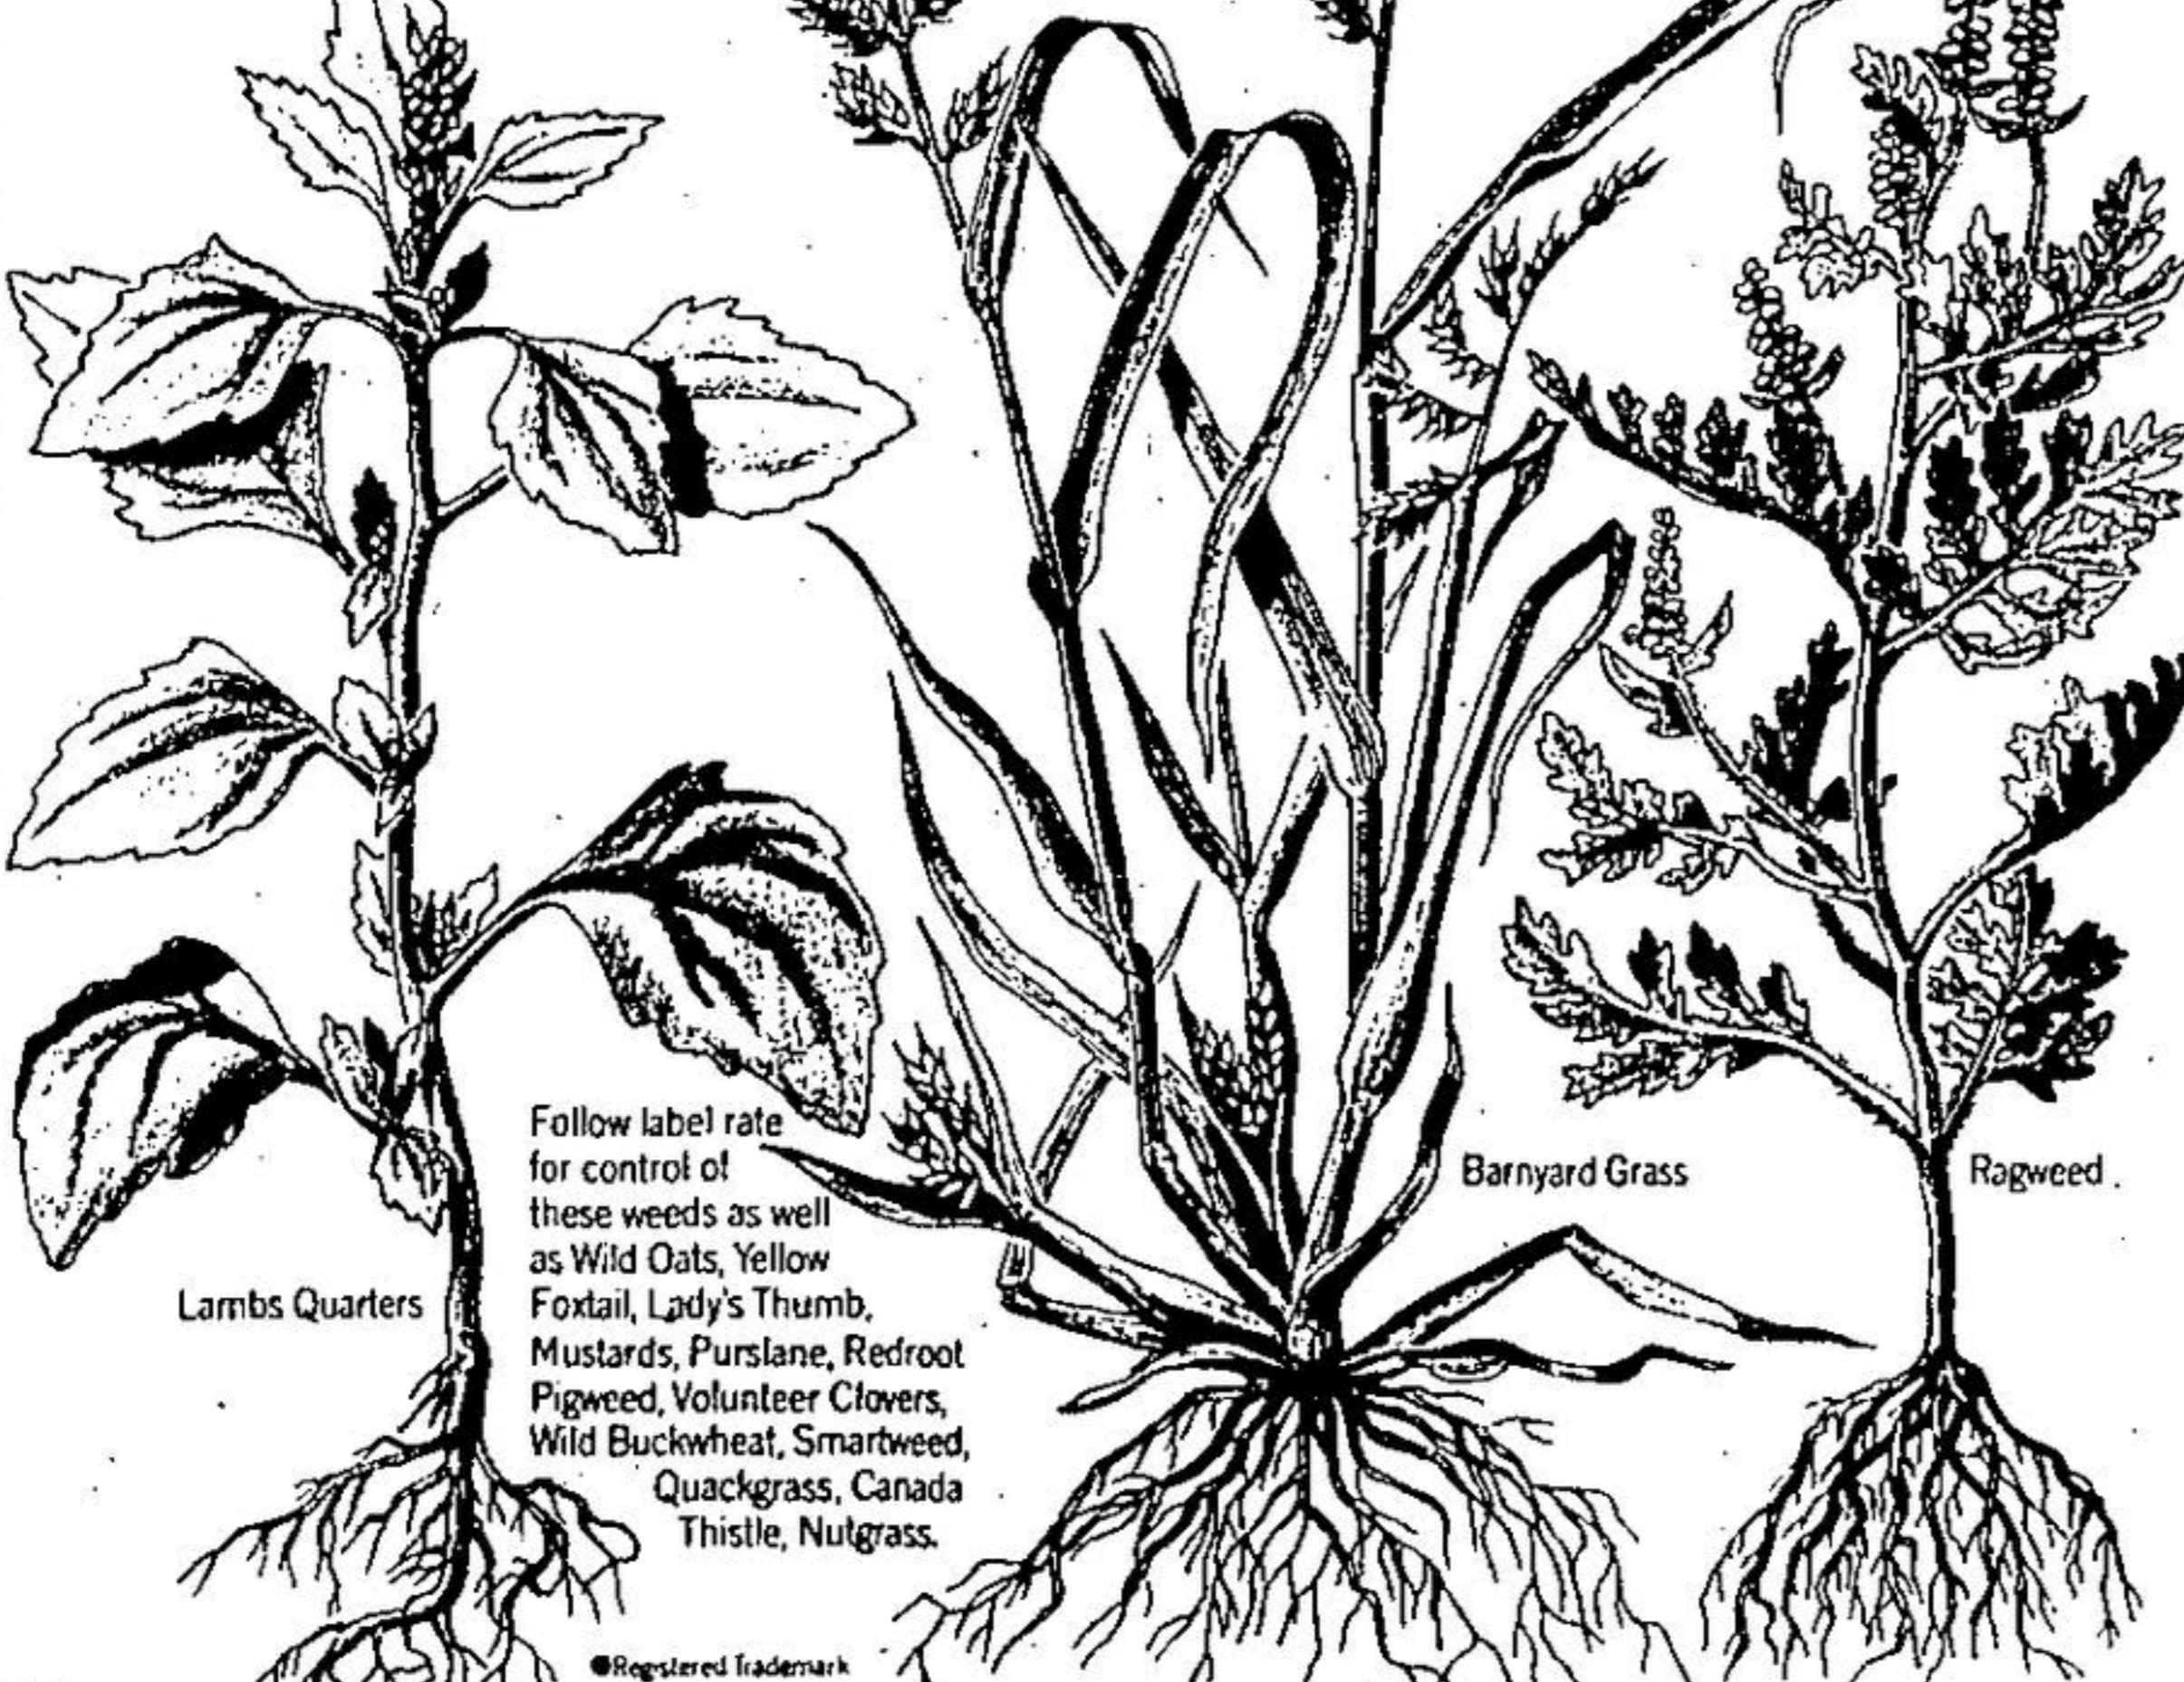 Follow label rate
for control of
these weeds as well
as Wild Oats, Yellow
Foxtail, Lady's Thumb,
Mustards, Purslane, Redroot
Pigweed, Volunteer Clovers,
Wild Buckwheat, Smartweed,
Quackgrass, Canada
Thistle, Nutgrass.
Lambs Quarters
Barnyard Grass
Ragweed
®Registered Trademark